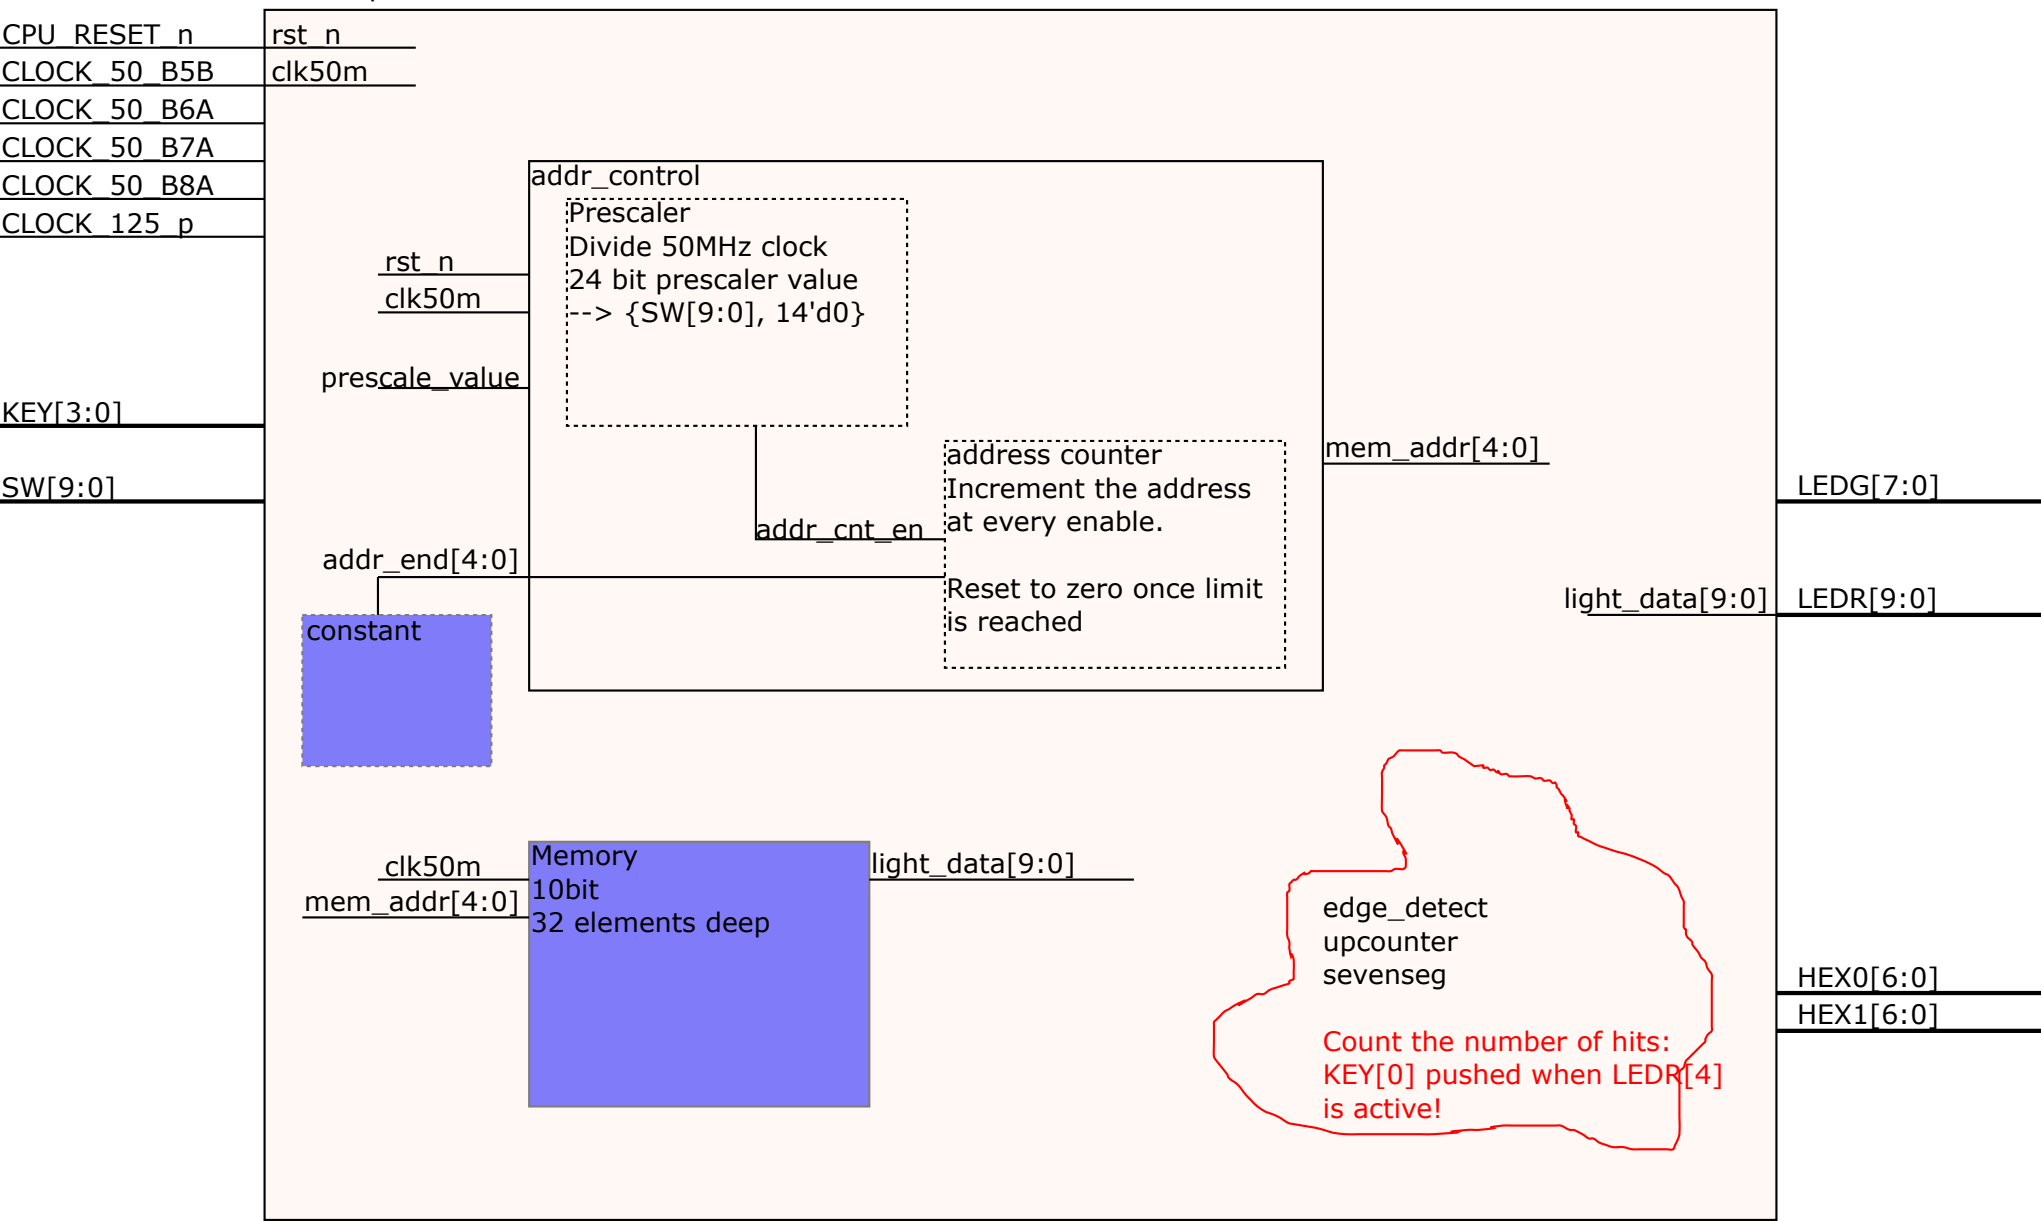 CPU_RESET_n
rst_n
CLOCK_50_B5B
clk50m
CLOCK_50_B6A
CLOCK_50_B7A
CLOCK_50_B8A
CLOCK_125_p
KEY[3:0]
SW[9:0]
addr_control
Prescaler
Divide 50MHz clock
24 bit prescaler value
--> {SW[9:0], 14'd0}
rst_n
clk50m
prescale_value
addr_cnt_en
address counter
Increment the address
at every enable.
Reset to zero once limit
is reached
addr_end[4:0]
constant
mem_addr[4:0]
LEDG[7:0]
light_data[9:0]
LEDR[9:0]
clk50m
mem_addr[4:0]
Memory
10bit
32 elements deep
light_data[9:0]
edge_detect
upcounter
sevenseg
Count the number of hits:
KEY[0] pushed when LEDR[4]
is active!
HEX0[6:0]
HEX1[6:0]